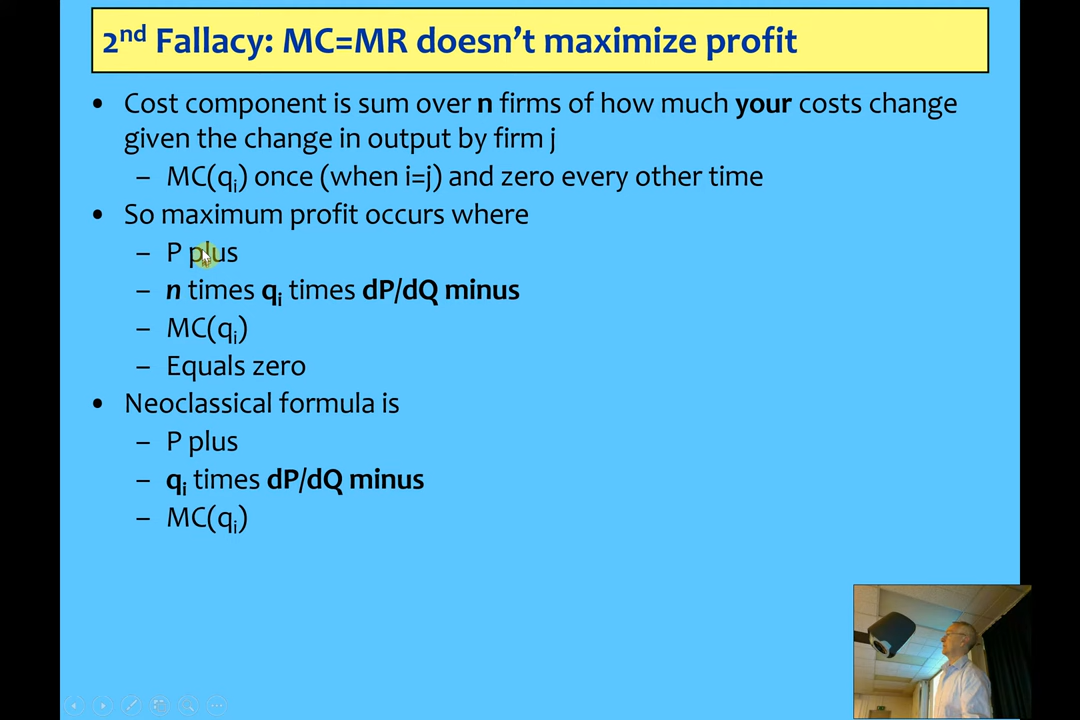 2nd Fallacy: MC=MR doesn’t maximize profit
• Cost component is sum over n firms of how much your costs change
given the change in output by firm j
– MC(qi) once (when i=j) and zero every other time
• So maximum profit occurs where
– P plus
– n times qi times dP/dQ minus
– MC(qi)
– Equals zero
• Neoclassical formula is
– P plus
– qi times dP/dQ minus
– MC(qi)